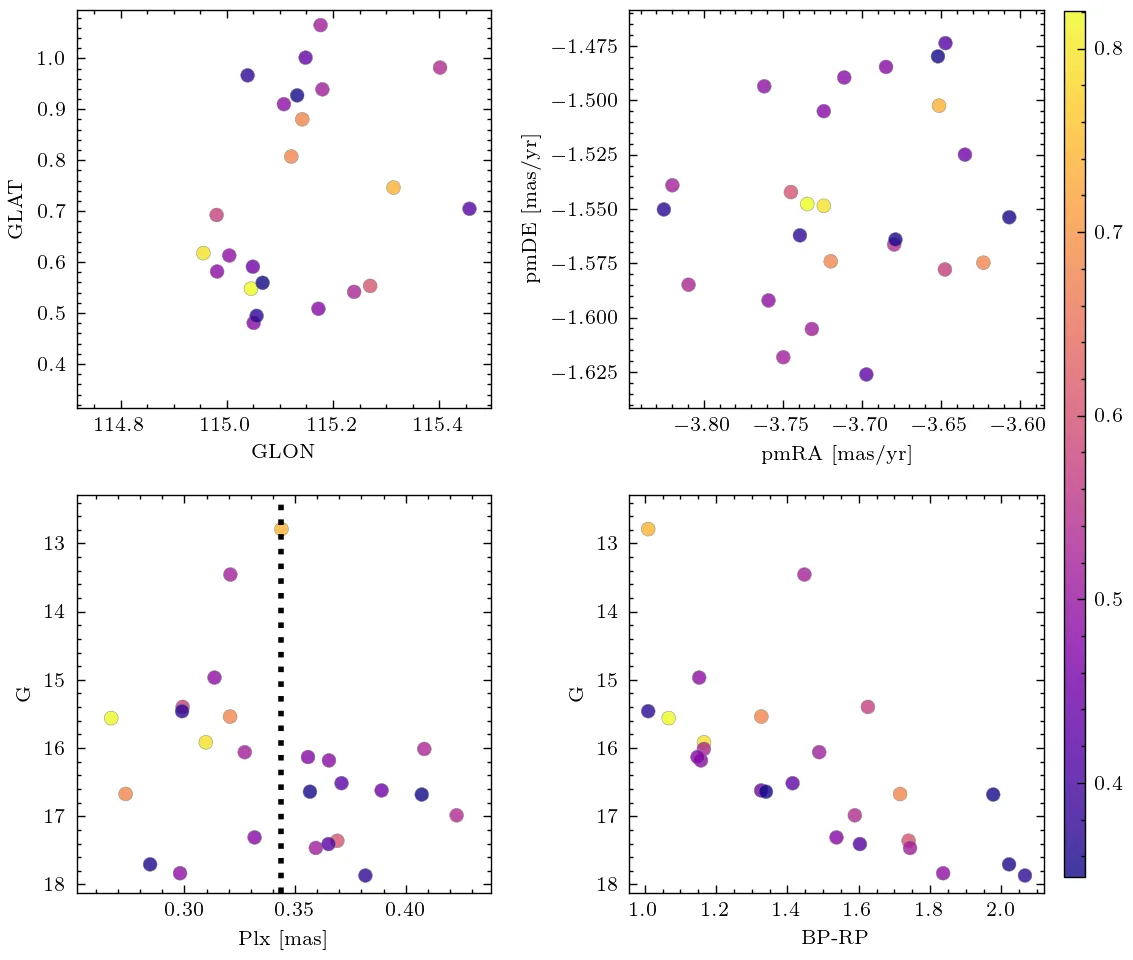 1.0
0.9
0.8
0.7
0.6
0.5
0.4
GLAT
114.8 115.0 115.2 115.4
GLON
−1.475
−1.500
−1.525
−1.550
−1.575
−1.600
−1.625
pmDE [mas/yr]
−3.80 −3.75 −3.70 −3.65 −3.60
pmRA [mas/yr]
0.8
0.7
0.6
0.5
0.4
13
14
15
16
17
18
G
0.30 0.35 0.40
Plx [mas]
13
14
15
16
17
18
G
1.0 1.2 1.4 1.6 1.8 2.0
BP-RP